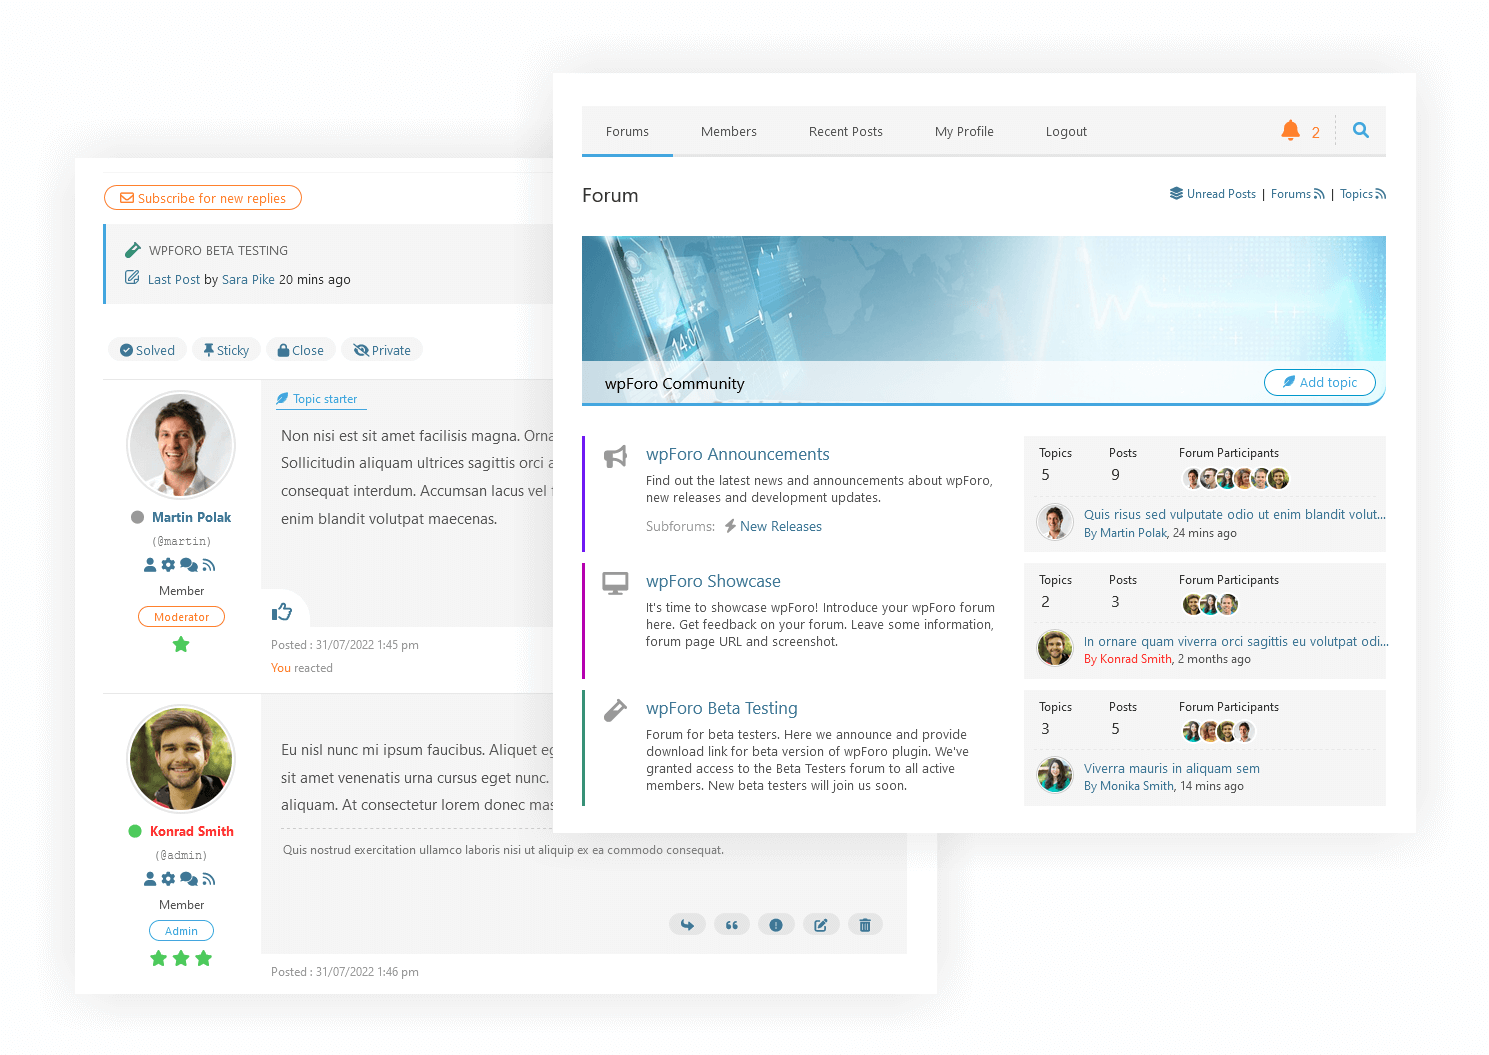 Forums Members Recent Posts My Profile Logout 2
Forum
Unread Posts | Forums | Topics
14:01
wpForo Community
Add topic
wpForo Announcements
Find out the latest news and announcements about wpForo,
new releases and development updates.
Subforums: New Releases
Topics Posts Forum Participants
5 9
Quis risus sed vulputate odio ut enim blandit volut...
By Martin Polak, 24 mins ago
wpForo Showcase
It's time to showcase wpForo! Introduce your wpForo forum
here. Get feedback on your forum. Leave some information,
forum page URL and screenshot.
Topics Posts Forum Participants
2 3
In ornare quam viverra orci sagittis eu volutpat odi...
By Konrad Smith, 2 months ago
wpForo Beta Testing
Forum for beta testers. Here we announce and provide
download link for beta version of wpForo plugin. We've
granted access to the Beta Testers forum to all active
members. New beta testers will join us soon.
Topics Posts Forum Participants
3 5
Viverra mauris in aliquam sem
By Monika Smith, 14 mins ago
Subscribe for new replies
WPFORO BETA TESTING
Last Post by Sara Pike 20 mins ago
Solved Sticky Close Private
Martin Polak
(@martin)
Member
Moderator
Topic starter
Non nisi est sit amet facilisis magna. Orna
Sollicitudin aliquam ultrices sagittis orci a
consequat interdum. Accumsan lacus vel
enim blandit volutpat maecenas.
Posted : 31/07/2022 1:45 pm
You reacted
Konrad Smith
(@admin)
Member
Admin
Eu nisl nunc mi ipsum faucibus. Aliquet eg
sit amet venenatis urna cursus eget nunc.
aliquam. At consectetur lorem donec mas
Quis nostrud exercitation ullamco laboris nisi ut aliquip ex ea commodo consequat.
Posted : 31/07/2022 1:46 pm